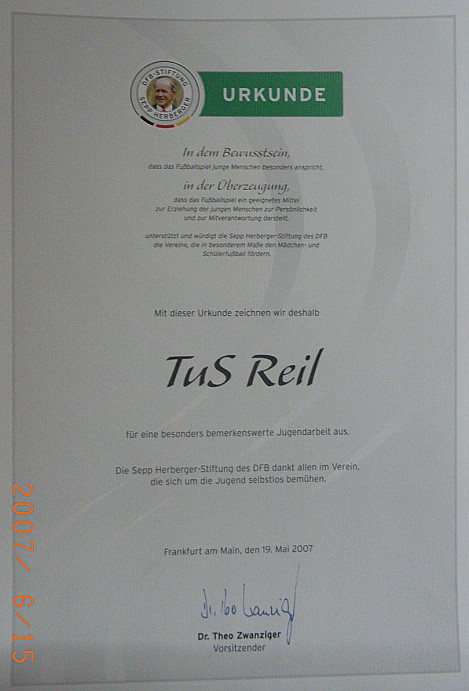 DFB-STIFTUNG
SEPP HERBERGER
URKUNDE
In dem Bewusstsein,
dass das Fußballspiel junge Menschen besonders anspricht,
in der Überzeugung,
dass das Fußballspiel ein geeignetes Mittel
zur Erziehung der jungen Menschen zur Persönlichkeit
und zur Mitverantwortung darstellt,
unterstützt und würdigt die Sepp Herberger-Stiftung des DFB
die Vereine, die in besonderem Maße den Mädchen- und
Schülerfußball fördern.
Mit dieser Urkunde zeichnen wir deshalb
TuS Reil
für eine besonders bemerkenswerte Jugendarbeit aus.
Die Sepp Herberger-Stiftung des DFB dankt allen im Verein,
die sich um die Jugend selbstlos bemühen.
Frankfurt am Main, den 19. Mai 2007
Dr. Theo Zwanziger
Dr. Theo Zwanziger
Vorsitzender
2007/ 6/15